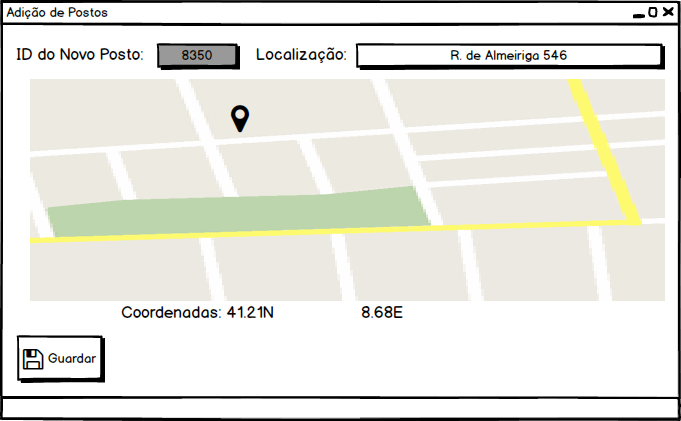 Adição de Postos
ID do Novo Posto: 8350 Localização: R. de Almeiriga 546
Coordenadas: 41.21N 8.68E
Guardar